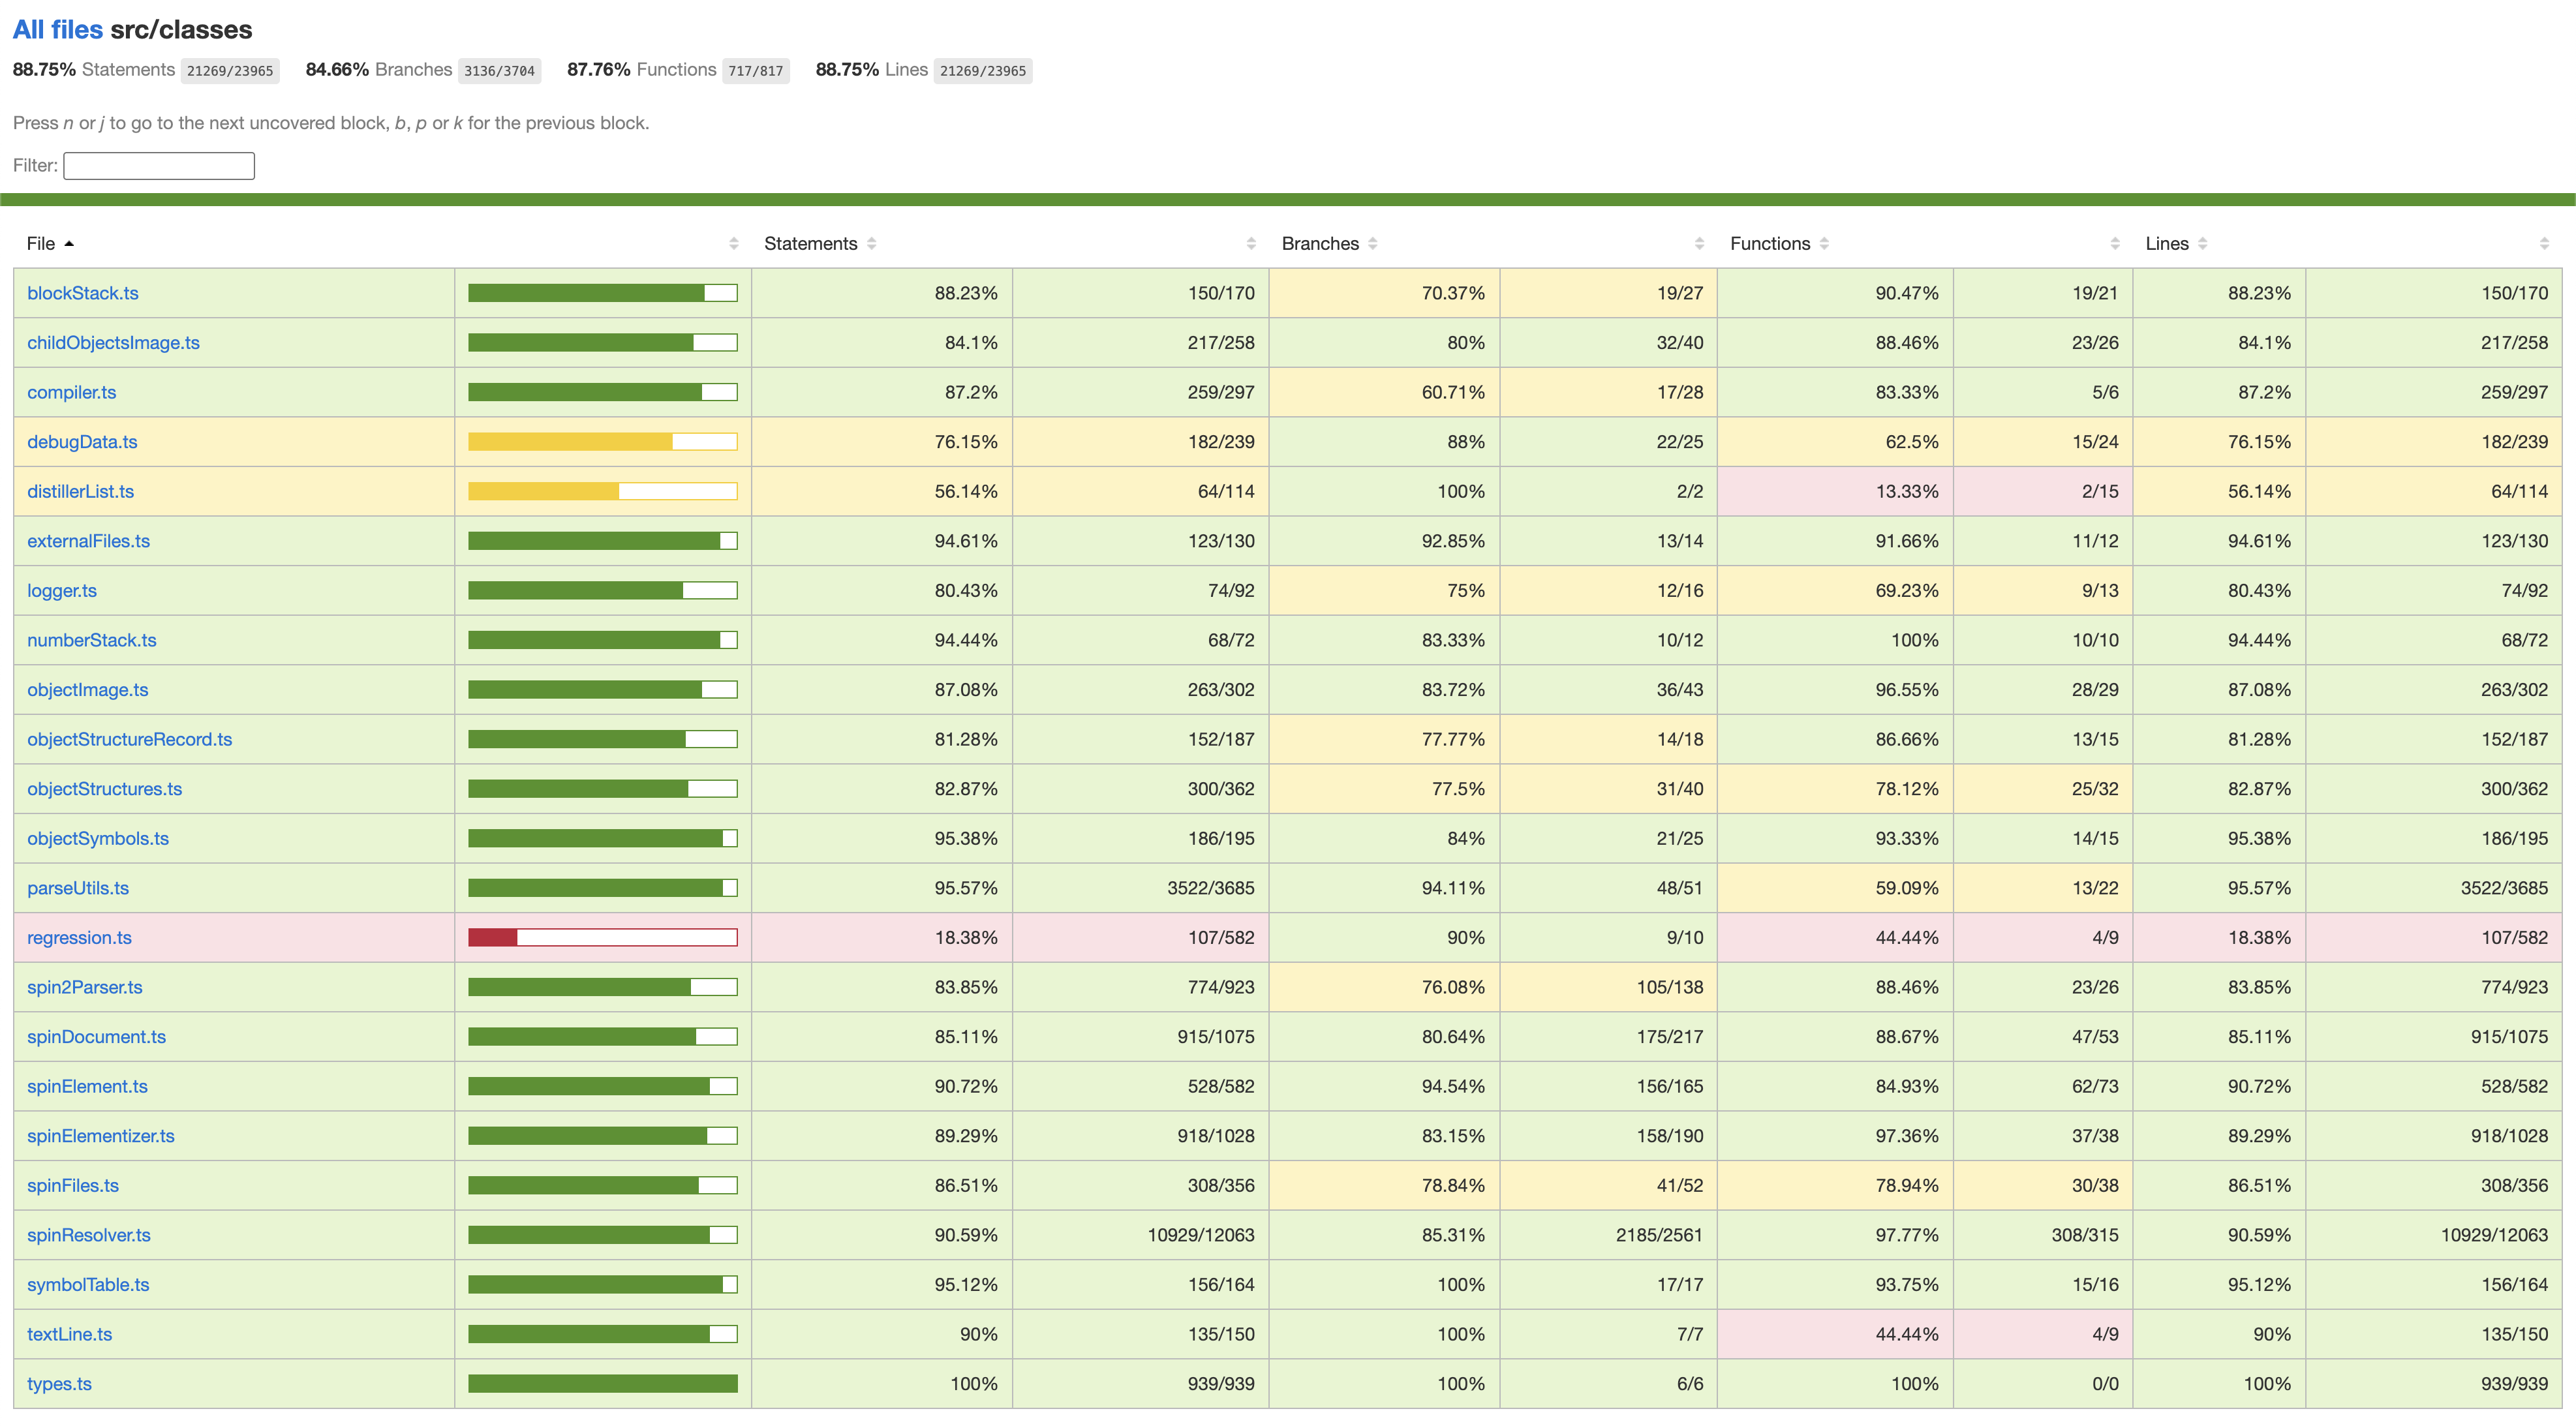 All files src/classes
88.75% Statements 21269/23965 84.66% Branches 3136/3704 87.76% Functions 717/817 88.75% Lines 21269/23965
Press n or j to go to the next uncovered block, b, p or k for the previous block.
Filter:
File Statements Branches Functions Lines
blockStack.ts 88.23% 150/170 70.37% 19/27 90.47% 19/21 88.23% 150/170
childObjectsImage.ts 84.1% 217/258 80% 32/40 88.46% 23/26 84.1% 217/258
compiler.ts 87.2% 259/297 60.71% 17/28 83.33% 5/6 87.2% 259/297
debugData.ts 76.15% 182/239 88% 22/25 62.5% 15/24 76.15% 182/239
distillerList.ts 56.14% 64/114 100% 2/2 13.33% 2/15 56.14% 64/114
externalFiles.ts 94.61% 123/130 92.85% 13/14 91.66% 11/12 94.61% 123/130
logger.ts 80.43% 74/92 75% 12/16 69.23% 9/13 80.43% 74/92
numberStack.ts 94.44% 68/72 83.33% 10/12 100% 10/10 94.44% 68/72
objectImage.ts 87.08% 263/302 83.72% 36/43 96.55% 28/29 87.08% 263/302
objectStructureRecord.ts 81.28% 152/187 77.77% 14/18 86.66% 13/15 81.28% 152/187
objectStructures.ts 82.87% 300/362 77.5% 31/40 78.12% 25/32 82.87% 300/362
objectSymbols.ts 95.38% 186/195 84% 21/25 93.33% 14/15 95.38% 186/195
parseUtils.ts 95.57% 3522/3685 94.11% 48/51 59.09% 13/22 95.57% 3522/3685
regression.ts 18.38% 107/582 90% 9/10 44.44% 4/9 18.38% 107/582
spin2Parser.ts 83.85% 774/923 76.08% 105/138 88.46% 23/26 83.85% 774/923
spinDocument.ts 85.11% 915/1075 80.64% 175/217 88.67% 47/53 85.11% 915/1075
spinElement.ts 90.72% 528/582 94.54% 156/165 84.93% 62/73 90.72% 528/582
spinElementizer.ts 89.29% 918/1028 83.15% 158/190 97.36% 37/38 89.29% 918/1028
spinFiles.ts 86.51% 308/356 78.84% 41/52 78.94% 30/38 86.51% 308/356
spinResolver.ts 90.59% 10929/12063 85.31% 2185/2561 97.77% 308/315 90.59% 10929/12063
symbolTable.ts 95.12% 156/164 100% 17/17 93.75% 15/16 95.12% 156/164
textLine.ts 90% 135/150 100% 7/7 44.44% 4/9 90% 135/150
types.ts 100% 939/939 100% 6/6 100% 0/0 100% 939/939